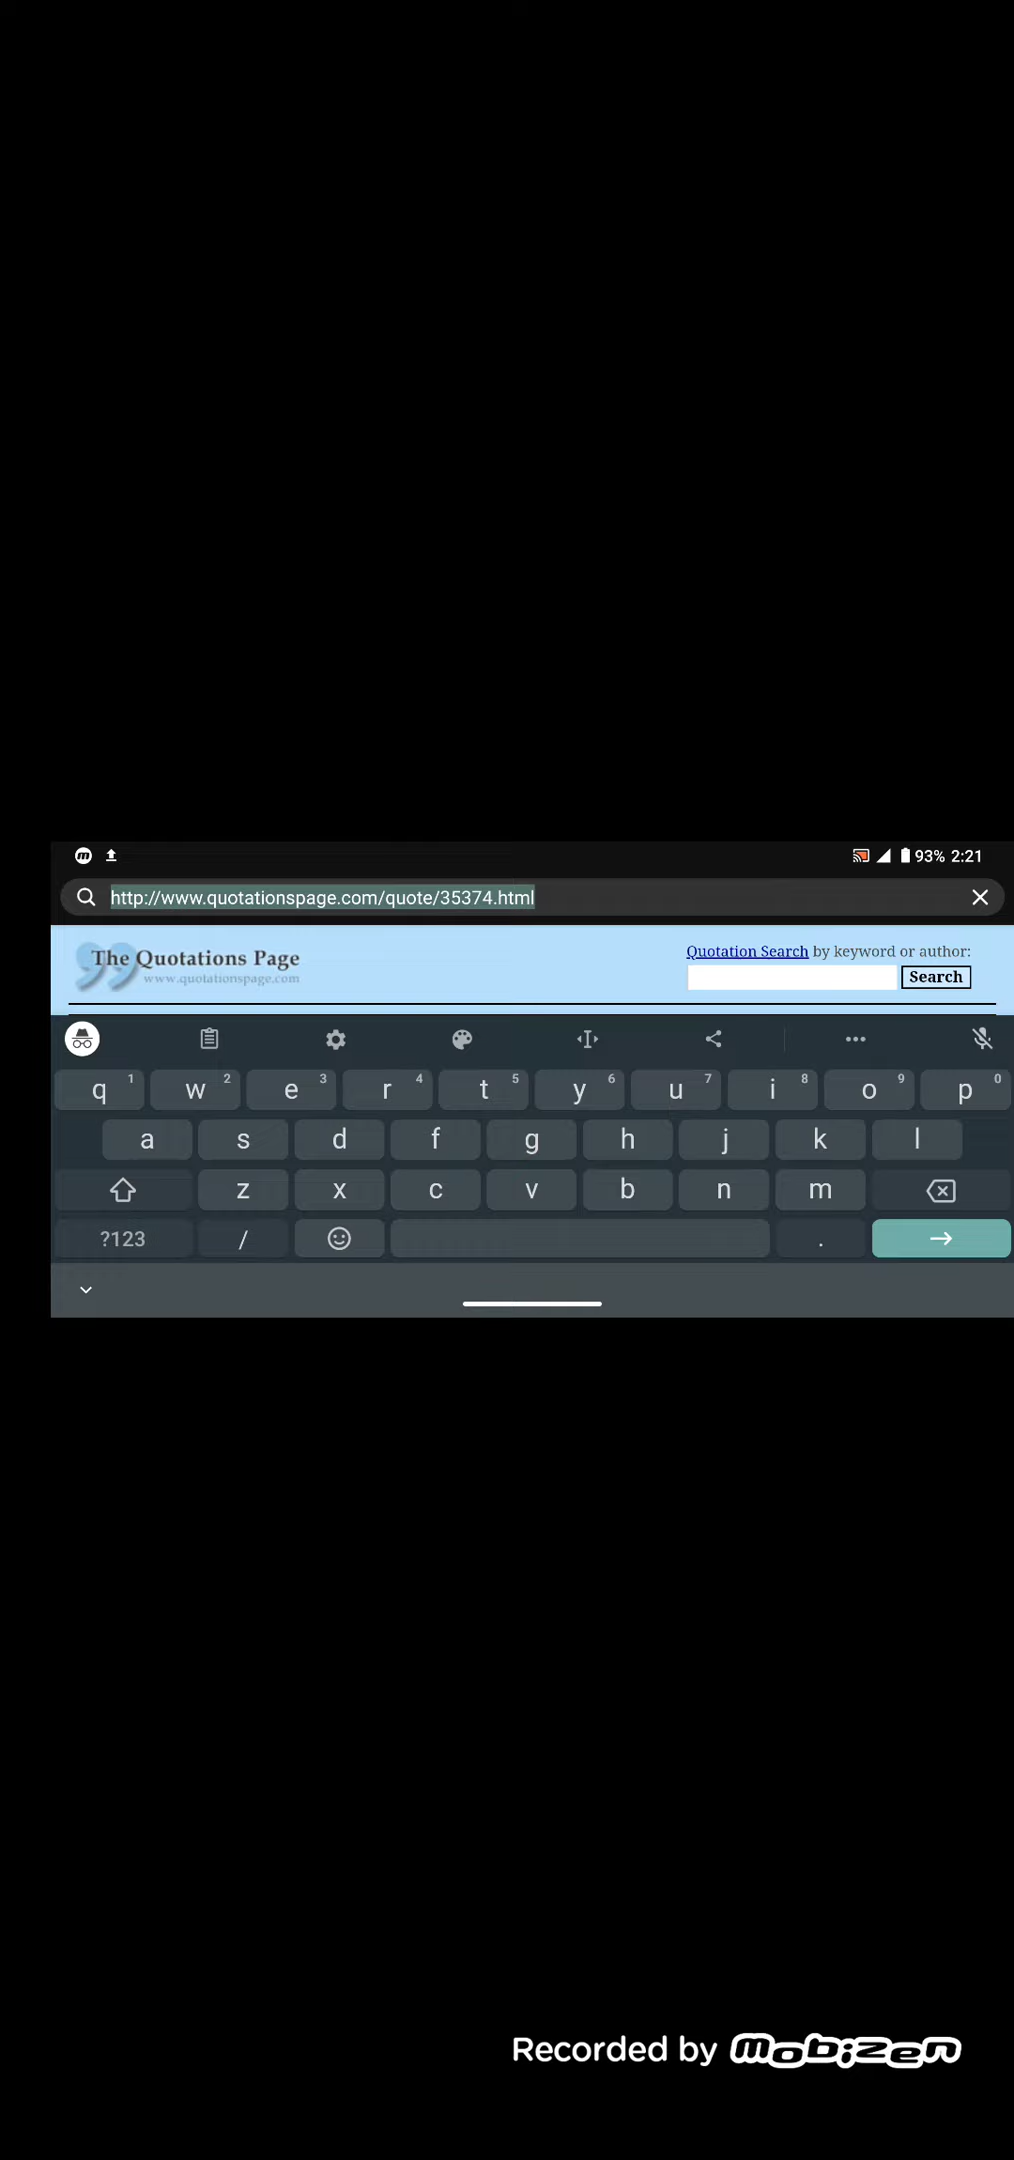 93% 2:21
http://www.quotationspage.com/quote/35374.html
The Quotations Page
www.quotationspage.com
Quotation Search by keyword or author:
Search
q 1 w 2 e 3 r 4 t 5 y 6 u 7 i 8 o 9 p 0
a s d f g h j k l
z x c v b n m
?123 / .
Recorded by mobizen